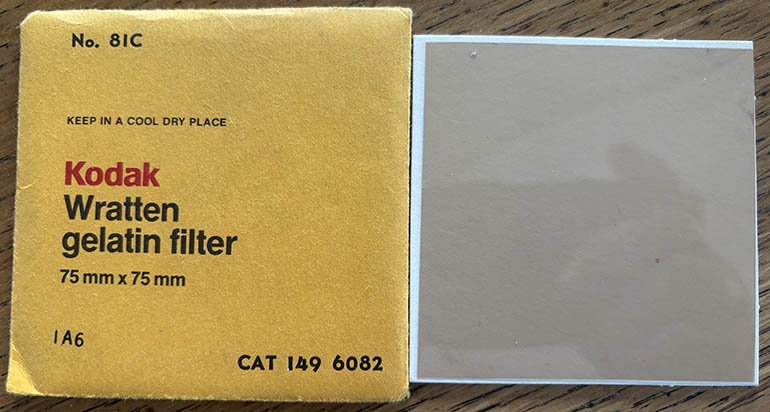 No. 81C
KEEP IN A COOL DRY PLACE
Kodak
Wratten
gelatin filter
75 mm x 75 mm
1A6
CAT 149 6082